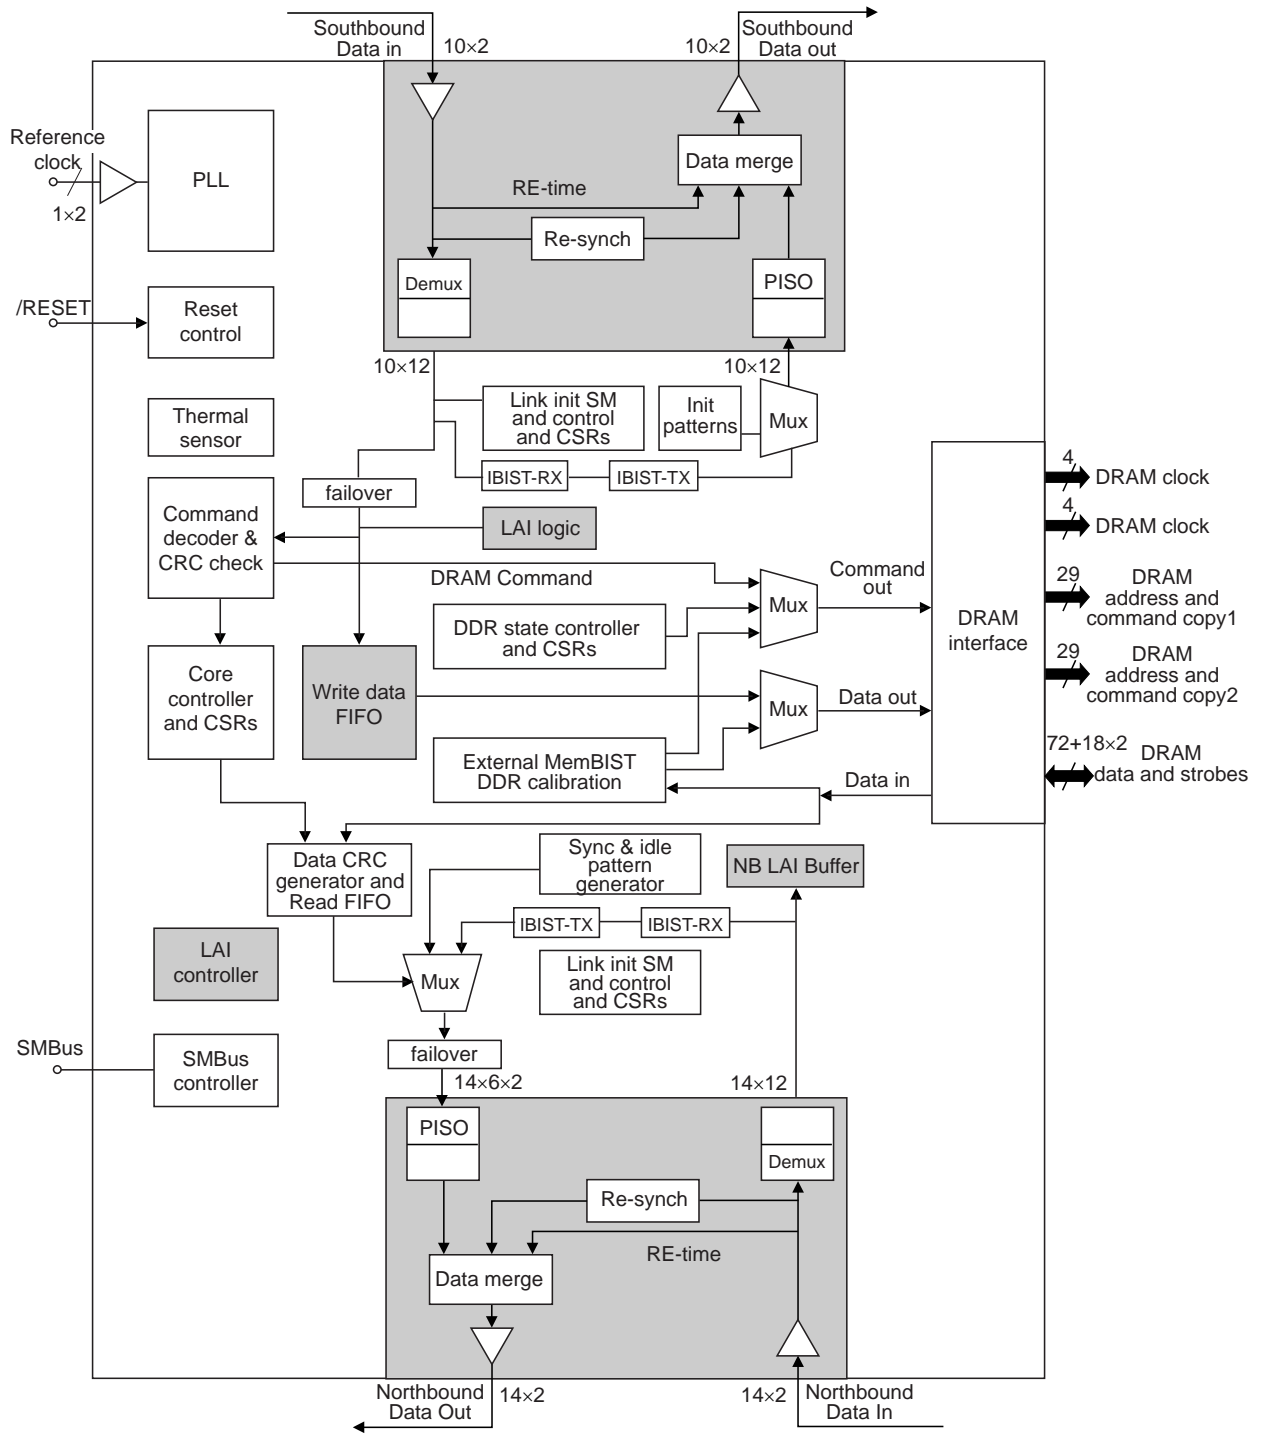 Southbound
Data in
10×2
10×2
Southbound
Data out
Reference
clock
1×2
PLL
Data merge
RE-time
Re-synch
Demux
PISO
/RESET
Reset
control
10×12
10×12
Thermal
sensor
Link init SM
and control
and CSRs
Init
patterns
Mux
IBIST-RX
IBIST-TX
failover
LAI logic
Command
decoder &
CRC check
DRAM Command
DDR state controller
and CSRs
Mux
Command
out
DRAM
interface
4
DRAM clock
4
DRAM clock
29
DRAM
address and
command copy1
29
DRAM
address and
command copy2
72+18×2
DRAM
data and strobes
Core
controller
and CSRs
Write data
FIFO
Mux
Data out
External MemBIST
DDR calibration
Data in
Data CRC
generator and
Read FIFO
Sync & idle
pattern
generator
NB LAI Buffer
IBIST-TX
IBIST-RX
LAI
controller
Mux
Link init SM
and control
and CSRs
SMBus
SMBus
controller
failover
14×6×2
14×12
PISO
Demux
Re-synch
RE-time
Data merge
Northbound
Data Out
14×2
14×2
Northbound
Data In